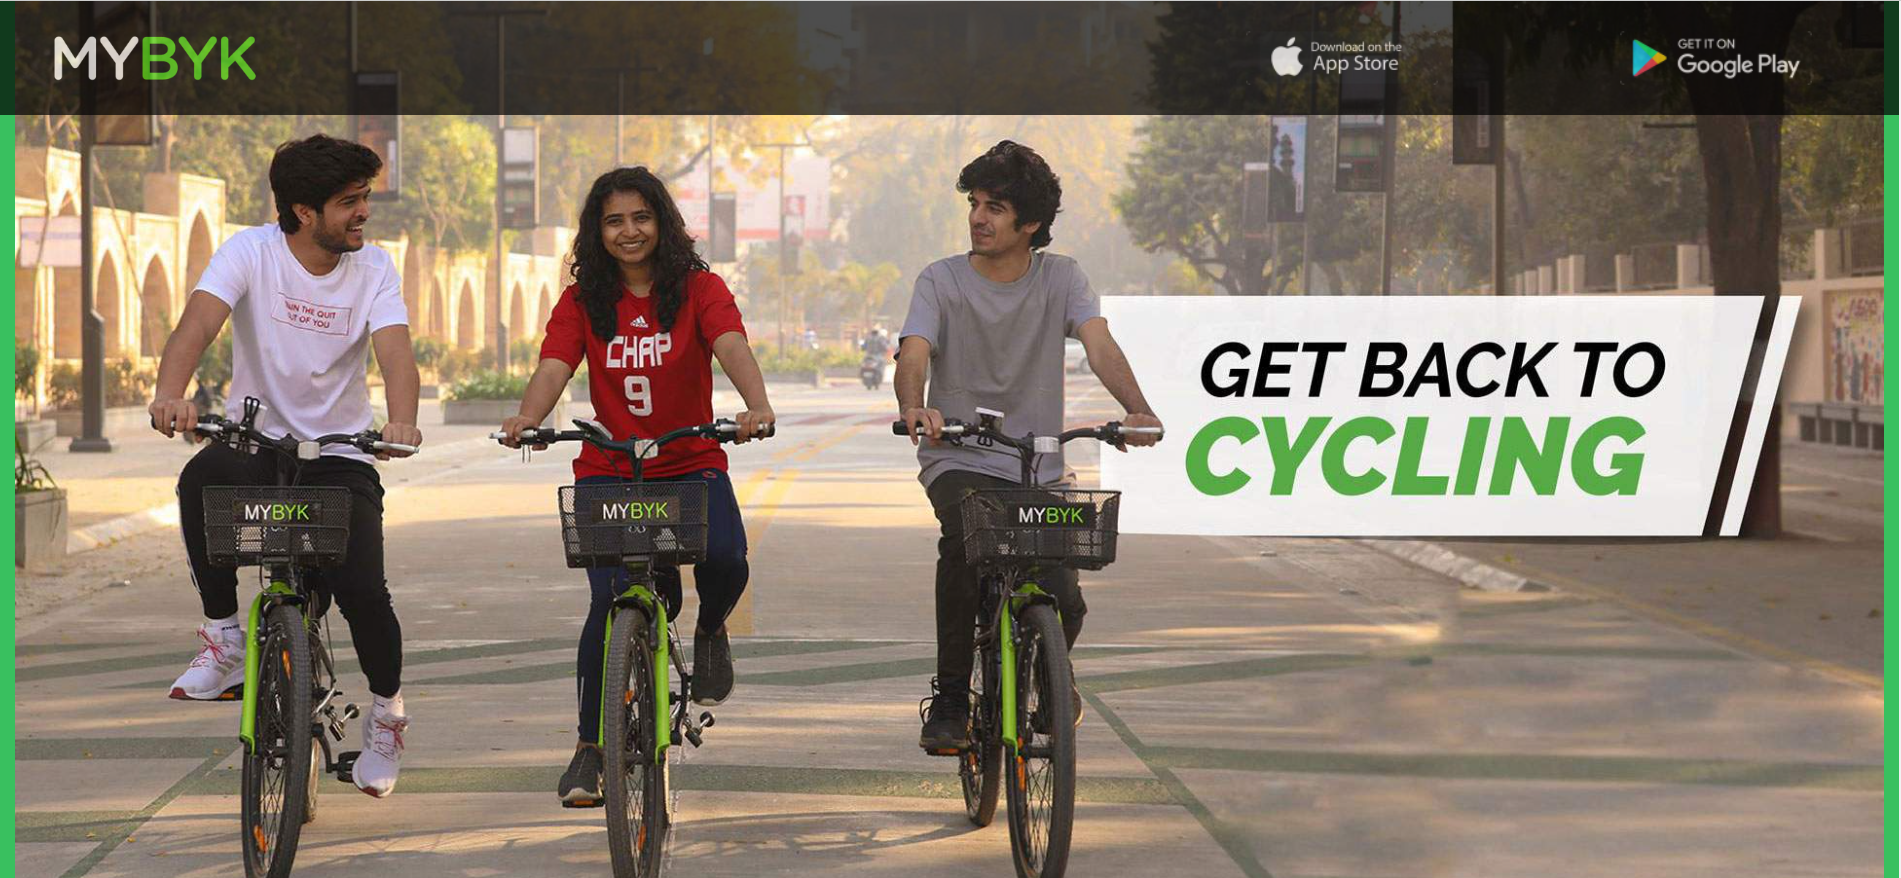 MYBYK
Download on the
App Store
GET IT ON
Google Play
THE QUIT
OF YOU
adidas
CHAP
9
GET BACK TO
CYCLING
MYBYK
MYBYK
MYBYK